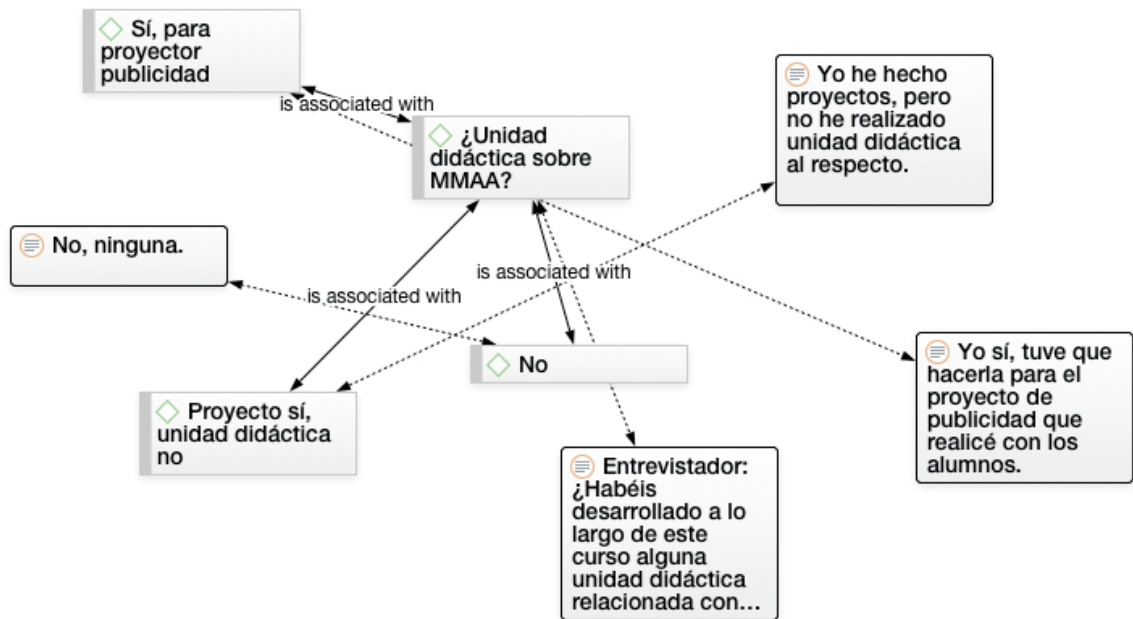 Sí, para
proyector
publicidad
is associated with
¿Unidad
didáctica sobre
MMAA?
Yo he hecho
proyectos, pero
no he realizado
unidad didáctica
al respecto.
No, ninguna.
is associated with
is associated with
No
Yo sí, tuve que
hacerla para el
proyecto de
publicidad que
realicé con los
alumnos.
Proyecto sí,
unidad didáctica
no
Entrevistador:
¿Habéis
desarrollado a lo
largo de este
curso alguna
unidad didáctica
relacionada con...